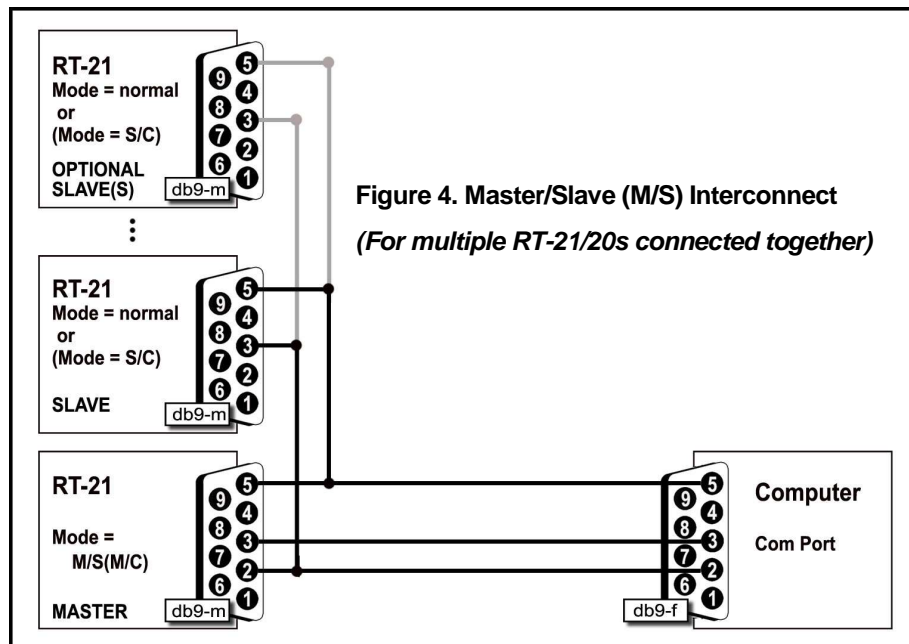 RT-21
Mode = normal
or
(Mode = S/C)
OPTIONAL
SLAVE(S)
db9-m
5
9
4
8
3
7
2
6
1
Figure 4. Master/Slave (M/S) Interconnect
(For multiple RT-21/20s connected together)
RT-21
Mode = normal
or
(Mode = S/C)
SLAVE
db9-m
5
9
4
8
3
7
2
6
1
RT-21
Mode =
M/S(M/C)
MASTER
db9-m
5
9
4
8
3
7
2
6
1
5
9
4
8
3
7
2
6
1
db9-f
Computer
Com Port